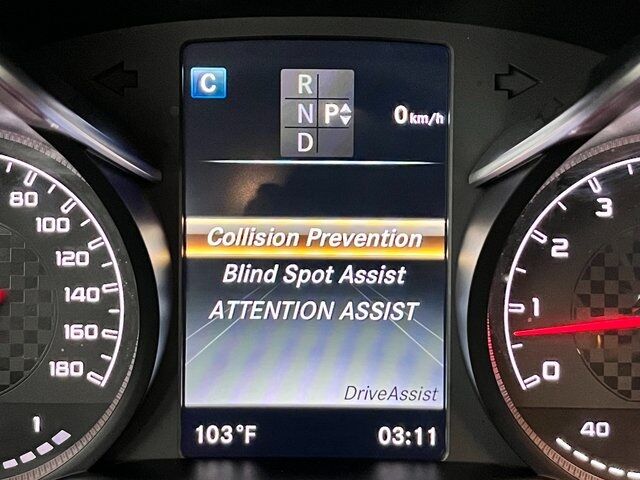 C
R
N P
D
0 km/h
Collision Prevention
Blind Spot Assist
ATTENTION ASSIST
DriveAssist
103°F 03:11
80
100
120
140
160
180
1
3
2
1
0
40